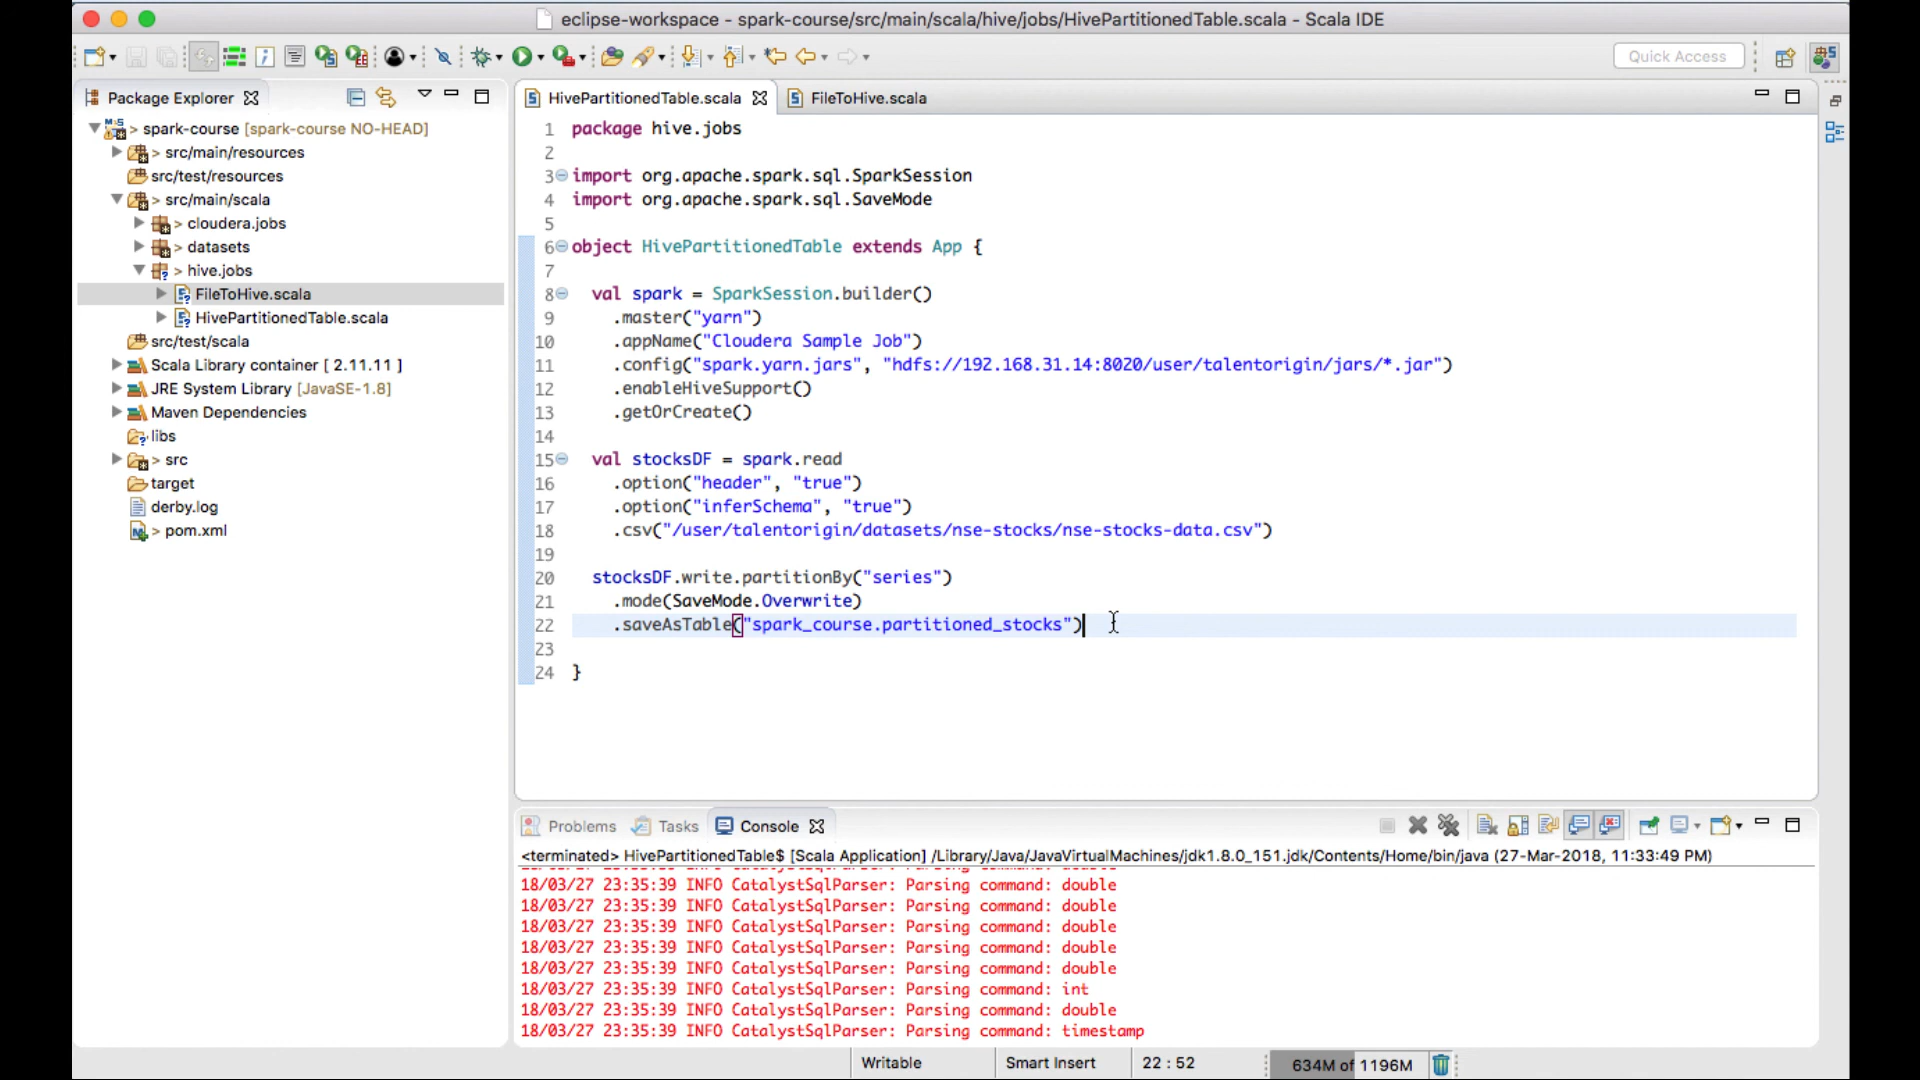 eclipse-workspace - spark-course/src/main/scala/hive/jobs/HivePartitionedTable.scala - Scala IDE
Quick Access
Package Explorer
> spark-course [spark-course NO-HEAD]
> src/main/resources
src/test/resources
> src/main/scala
> cloudera.jobs
> datasets
> hive.jobs
FileToHive.scala
HivePartitionedTable.scala
src/test/scala
Scala Library container [ 2.11.11 ]
JRE System Library [JavaSE-1.8]
Maven Dependencies
libs
> src
target
derby.log
> pom.xml
HivePartitionedTable.scala
FileToHive.scala
1 package hive.jobs
2
3 import org.apache.spark.sql.SparkSession
4 import org.apache.spark.sql.SaveMode
5
6 object HivePartitionedTable extends App {
7
8 val spark = SparkSession.builder()
9 .master("yarn")
10 .appName("Cloudera Sample Job")
11 .config("spark.yarn.jars", "hdfs://192.168.31.14:8020/user/talentorigin/jars/*.jar")
12 .enableHiveSupport()
13 .getOrCreate()
14
15 val stocksDF = spark.read
16 .option("header", "true")
17 .option("inferSchema", "true")
18 .csv("/user/talentorigin/datasets/nse-stocks/nse-stocks-data.csv")
19
20 stocksDF.write.partitionBy("series")
21 .mode(SaveMode.Overwrite)
22 .saveAsTable("spark_course.partitioned_stocks")
23
24 }
Problems
Tasks
Console
<terminated> HivePartitionedTable$ [Scala Application] /Library/Java/JavaVirtualMachines/jdk1.8.0_151.jdk/Contents/Home/bin/java (27-Mar-2018, 11:33:49 PM)
18/03/27 23:35:39 INFO CatalystSqlParser: Parsing command: double
18/03/27 23:35:39 INFO CatalystSqlParser: Parsing command: double
18/03/27 23:35:39 INFO CatalystSqlParser: Parsing command: double
18/03/27 23:35:39 INFO CatalystSqlParser: Parsing command: double
18/03/27 23:35:39 INFO CatalystSqlParser: Parsing command: double
18/03/27 23:35:39 INFO CatalystSqlParser: Parsing command: int
18/03/27 23:35:39 INFO CatalystSqlParser: Parsing command: double
18/03/27 23:35:39 INFO CatalystSqlParser: Parsing command: timestamp
Writable
Smart Insert
22 : 52
634M of 1196M